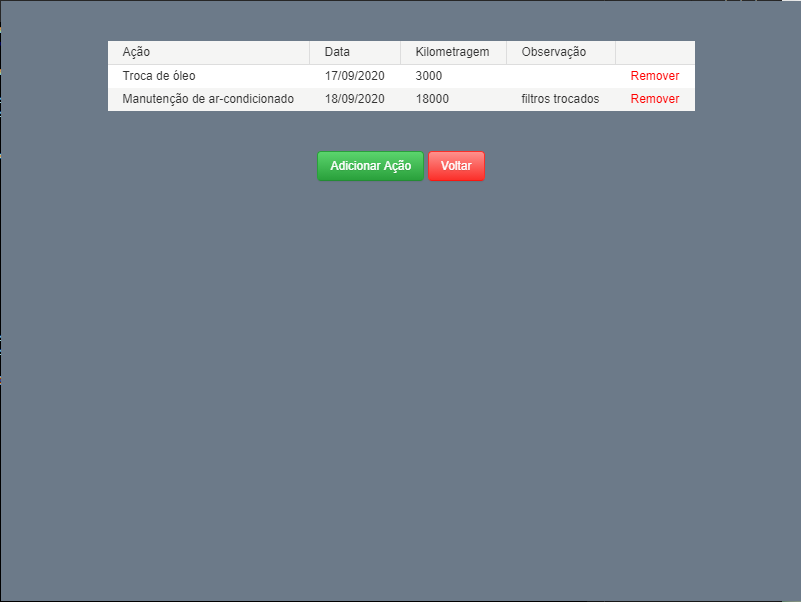 Ação Data Kilometragem Observação
Troca de óleo 17/09/2020 3000 Remover
Manutenção de ar-condicionado 18/09/2020 18000 filtros trocados Remover
Adicionar Ação Voltar